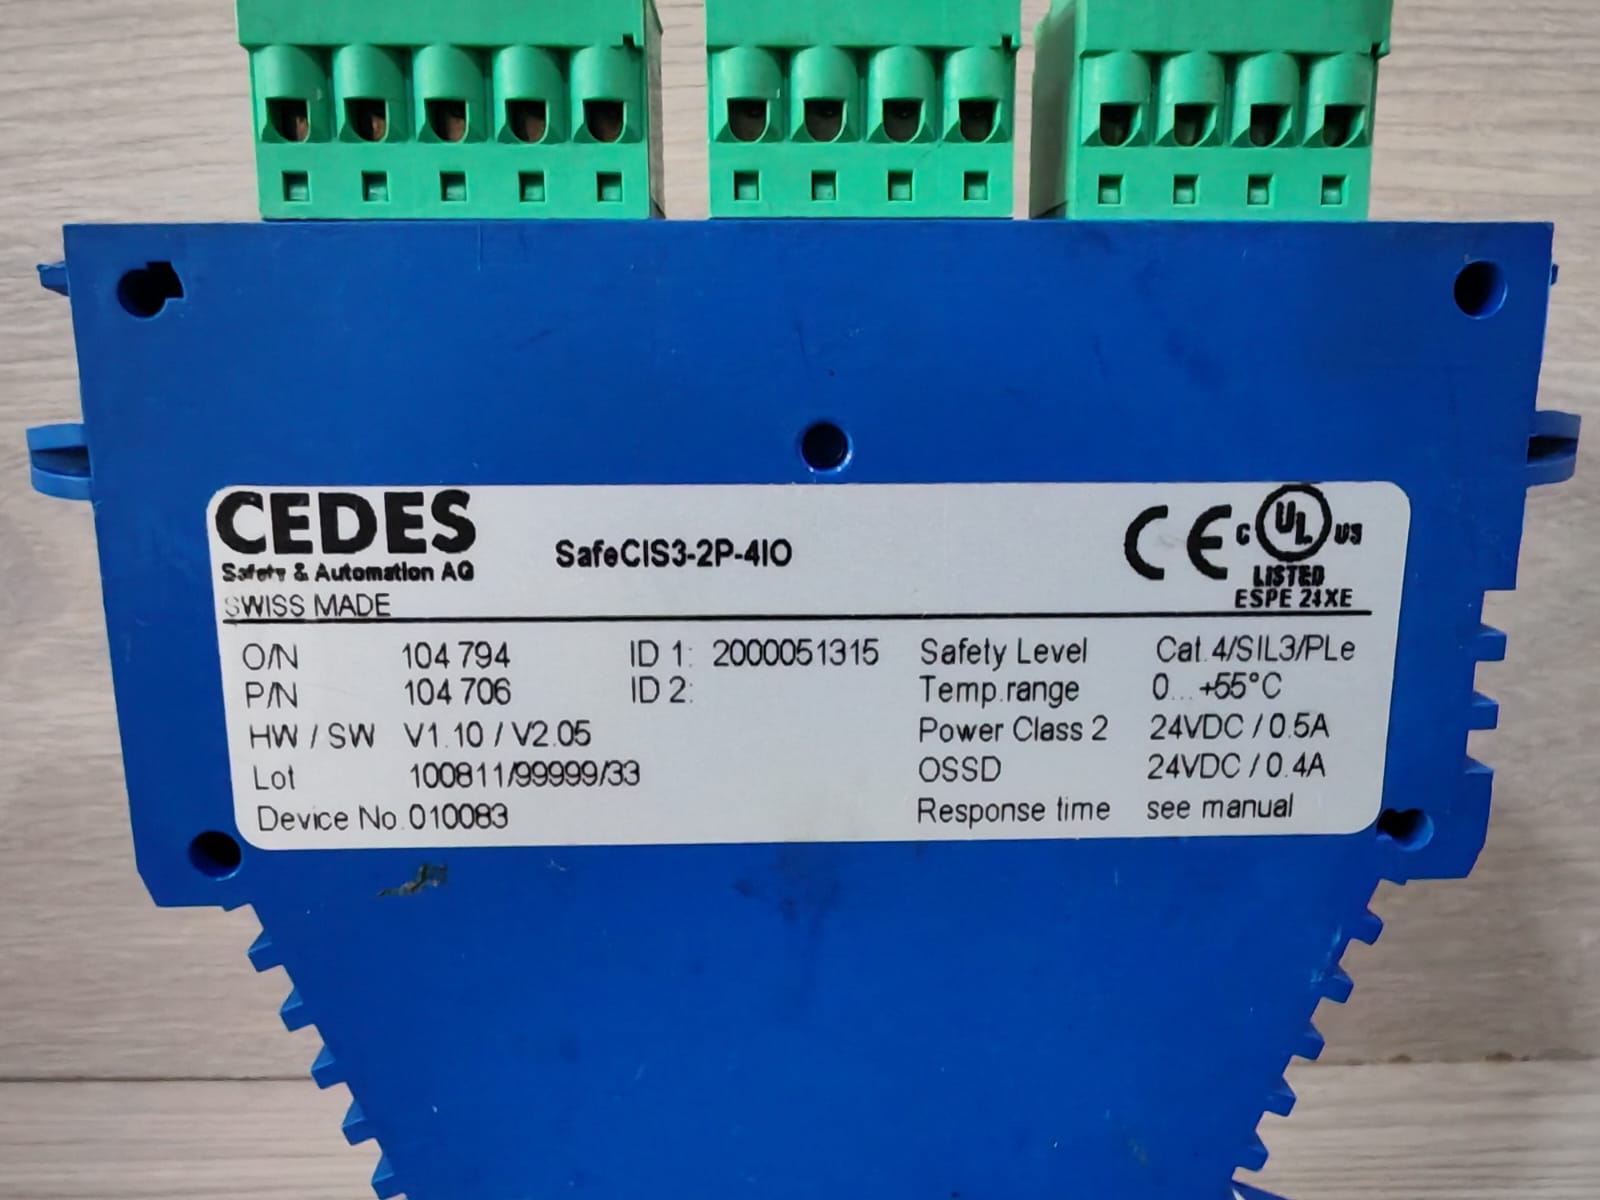 CEDES
Safety & Automation AG
SWISS MADE
SafeCIS3-2P-4IO
CE
C UL US
LISTED
ESPE 24XE
O/N 104 794
P/N 104 706
HW / SW V1.10 / V2.05
Lot 100811/99999/33
Device No. 010083
ID 1: 2000051315
ID 2:
Safety Level Cat.4/SIL3/PLe
Temp.range 0...+55°C
Power Class 2 24VDC / 0.5A
OSSD 24VDC / 0.4A
Response time see manual